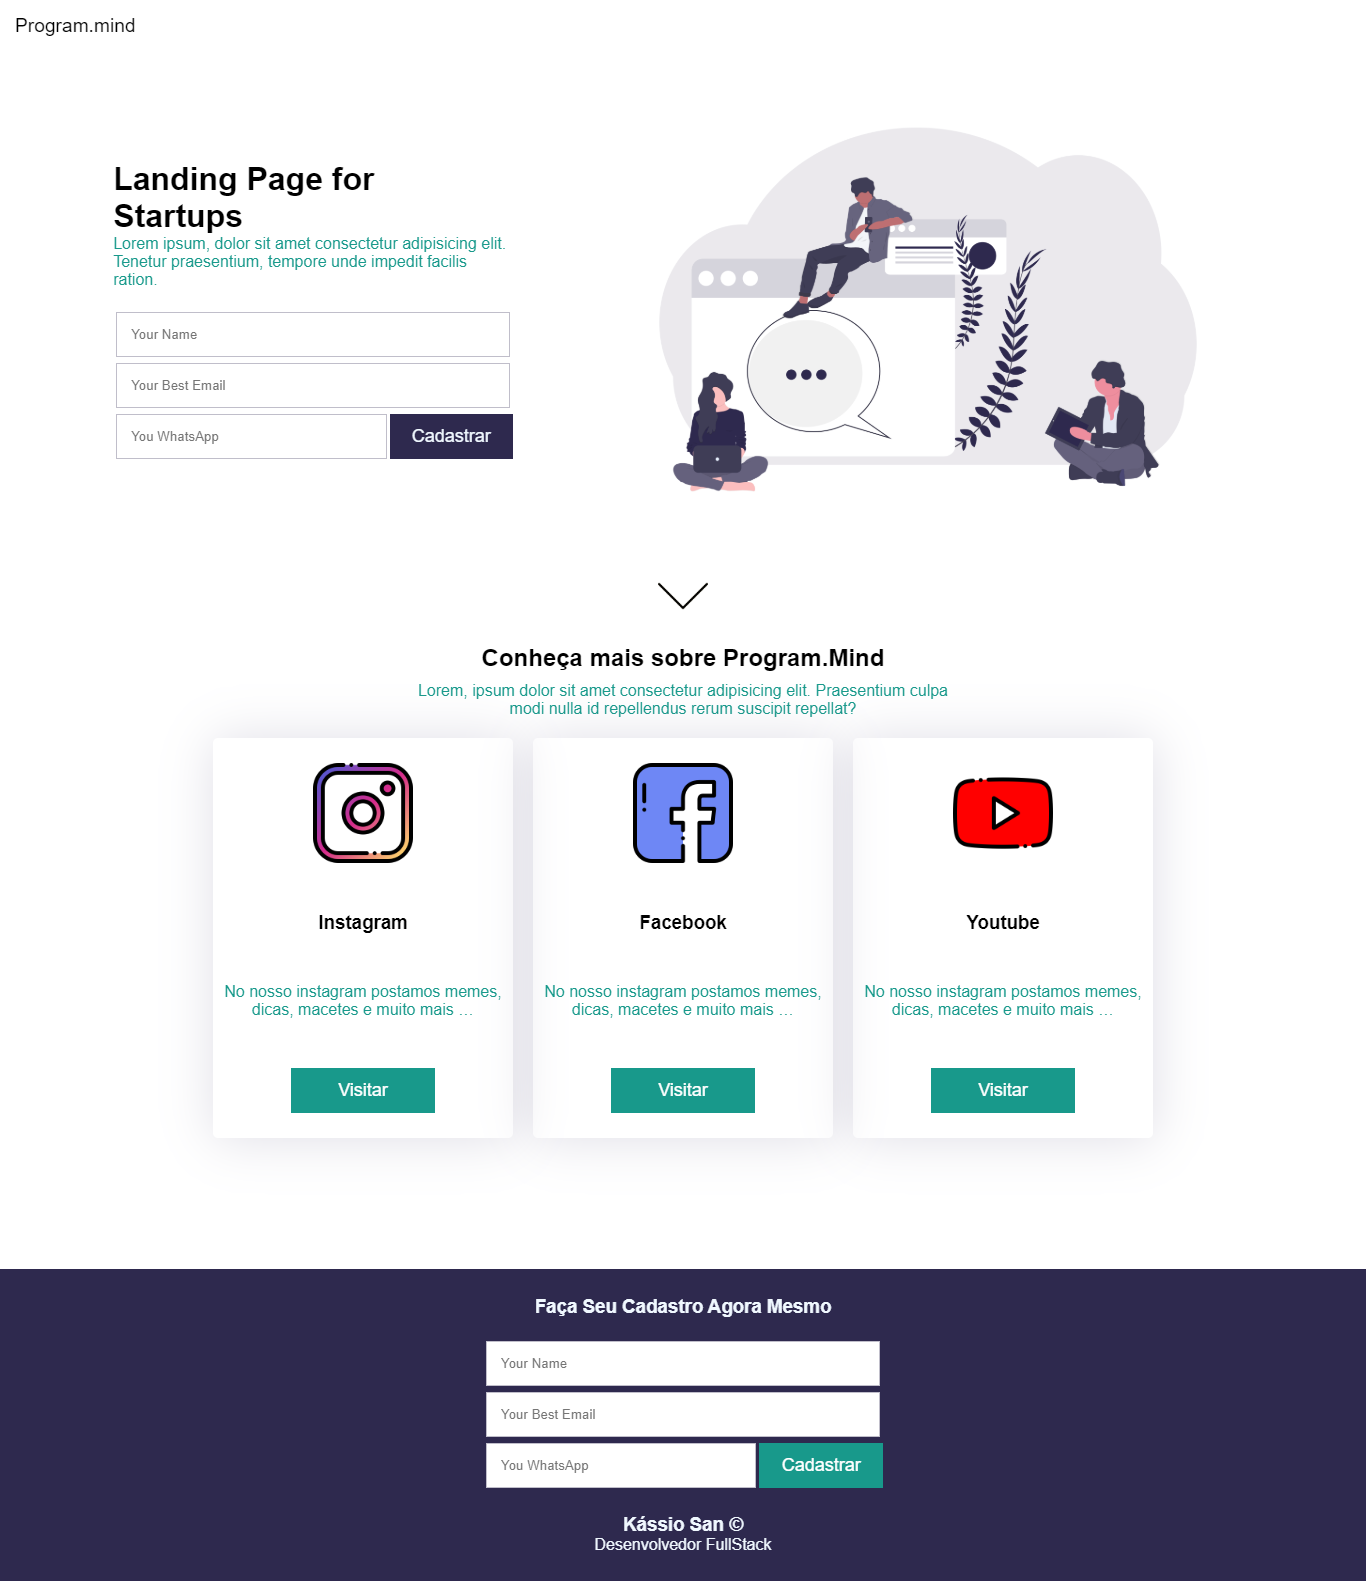 Program.mind
Landing Page for
Startups
Lorem ipsum, dolor sit amet consectetur adipisicing elit.
Tenetur praesentium, tempore unde impedit facilis
ration.
Your Name
Your Best Email
You WhatsApp
Cadastrar
Conheça mais sobre Program.Mind
Lorem, ipsum dolor sit amet consectetur adipisicing elit. Praesentium culpa
modi nulla id repellendus rerum suscipit repellat?
Instagram
No nosso instagram postamos memes,
dicas, macetes e muito mais ...
Visitar
Facebook
No nosso instagram postamos memes,
dicas, macetes e muito mais ...
Visitar
Youtube
No nosso instagram postamos memes,
dicas, macetes e muito mais ...
Visitar
Faça Seu Cadastro Agora Mesmo
Your Name
Your Best Email
You WhatsApp
Cadastrar
Kássio San ©
Desenvolvedor FullStack